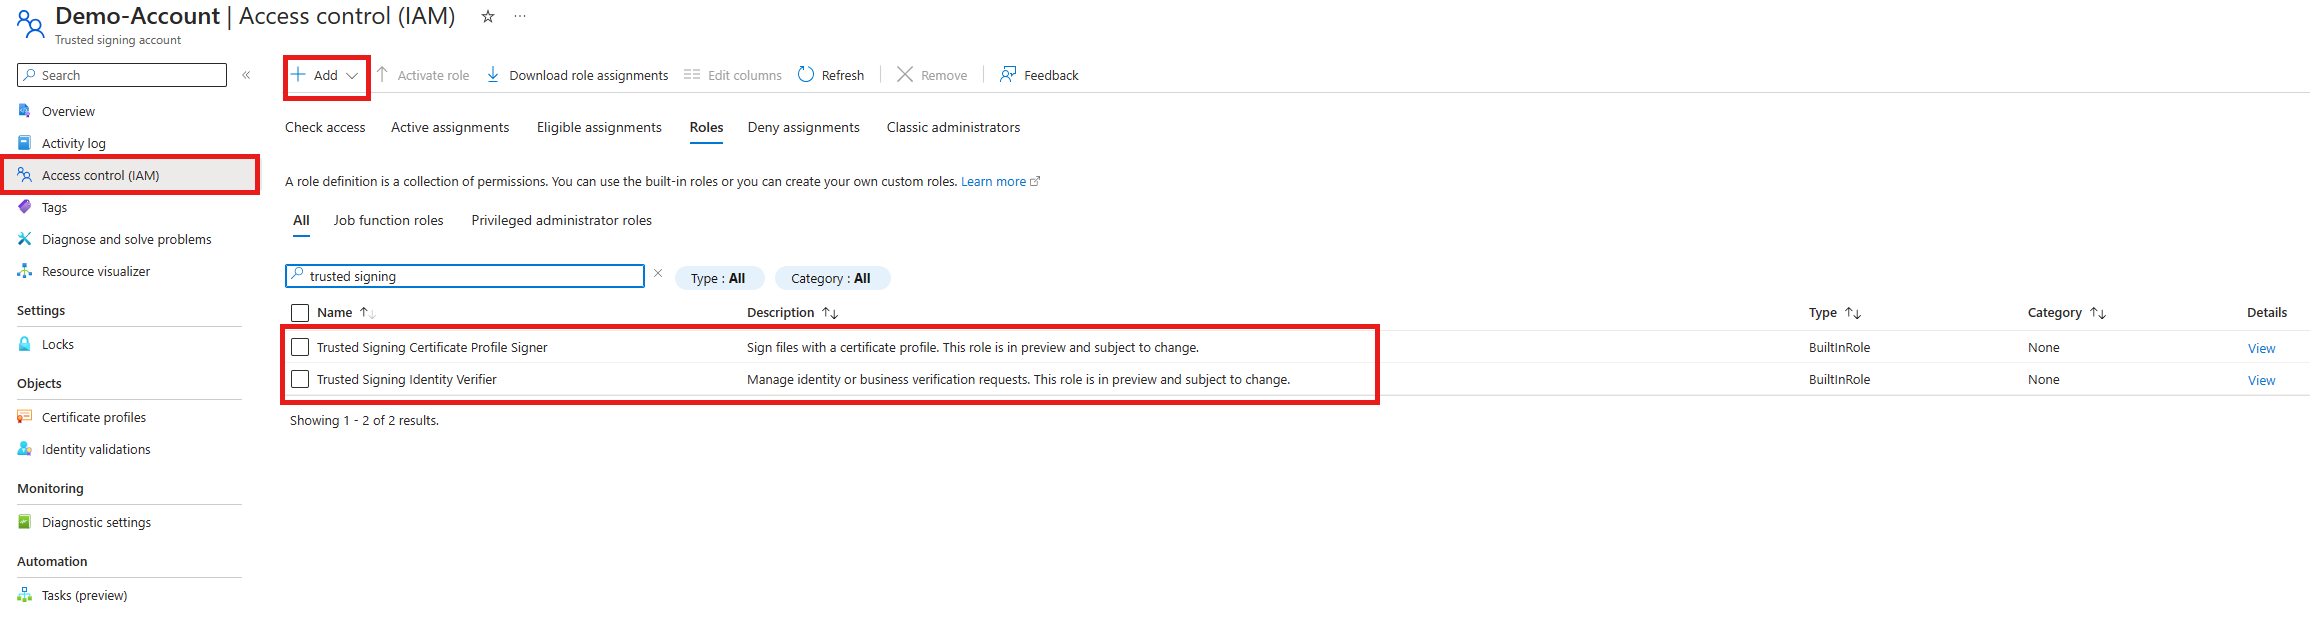 Demo-Account | Access control (IAM) ☆ ...
Trusted signing account
Search «
Overview
Activity log
Access control (IAM)
Tags
Diagnose and solve problems
Resource visualizer
Settings
Locks
Objects
Certificate profiles
Identity validations
Monitoring
Diagnostic settings
Automation
Tasks (preview)
Add Activate role Download role assignments Edit columns Refresh Remove Feedback
Check access Active assignments Eligible assignments Roles Deny assignments Classic administrators
A role definition is a collection of permissions. You can use the built-in roles or you can create your own custom roles. Learn more
All Job function roles Privileged administrator roles
trusted signing Type : All Category : All
Name ↑↓ Description ↑↓ Type ↑↓ Category ↑↓ Details
Trusted Signing Certificate Profile Signer Sign files with a certificate profile. This role is in preview and subject to change. BuiltInRole None View
Trusted Signing Identity Verifier Manage identity or business verification requests. This role is in preview and subject to change. BuiltInRole None View
Showing 1 - 2 of 2 results.